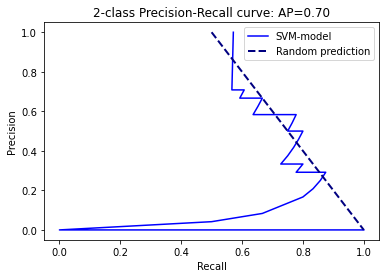 2-class Precision-Recall curve: AP=0.70
SVM-model
Random prediction
Precision
1.0
0.8
0.6
0.4
0.2
0.0
0.0 0.2 0.4 0.6 0.8 1.0
Recall